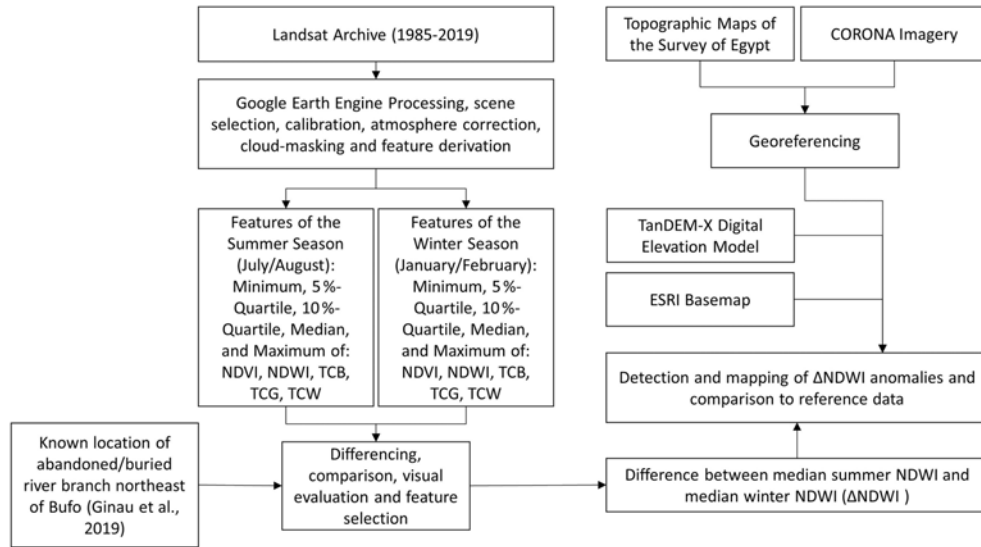 Landsat Archive (1985-2019)
Google Earth Engine Processing, scene
selection, calibration, atmosphere correction,
cloud-masking and feature derivation
Features of the
Summer Season
(July/August):
Minimum, 5%-
Quartile, 10%-
Quartile, Median,
and Maximum of:
NDVI, NDWI, TCB,
TCG, TCW
Features of the
Winter Season
(January/February):
Minimum, 5%-
Quartile, 10%-
Quartile, Median,
and Maximum of:
NDVI, NDWI, TCB,
TCG, TCW
Known location of
abandoned/buried
river branch northeast
of Bufo (Ginau et al.,
2019)
Differencing,
comparison, visual
evaluation and feature
selection
Topographic Maps of
the Survey of Egypt
CORONA Imagery
Georeferencing
TanDEM-X Digital
Elevation Model
ESRI Basemap
Detection and mapping of ΔNDWI anomalies and
comparison to reference data
Difference between median summer NDWI and
median winter NDWI (ΔNDWI )